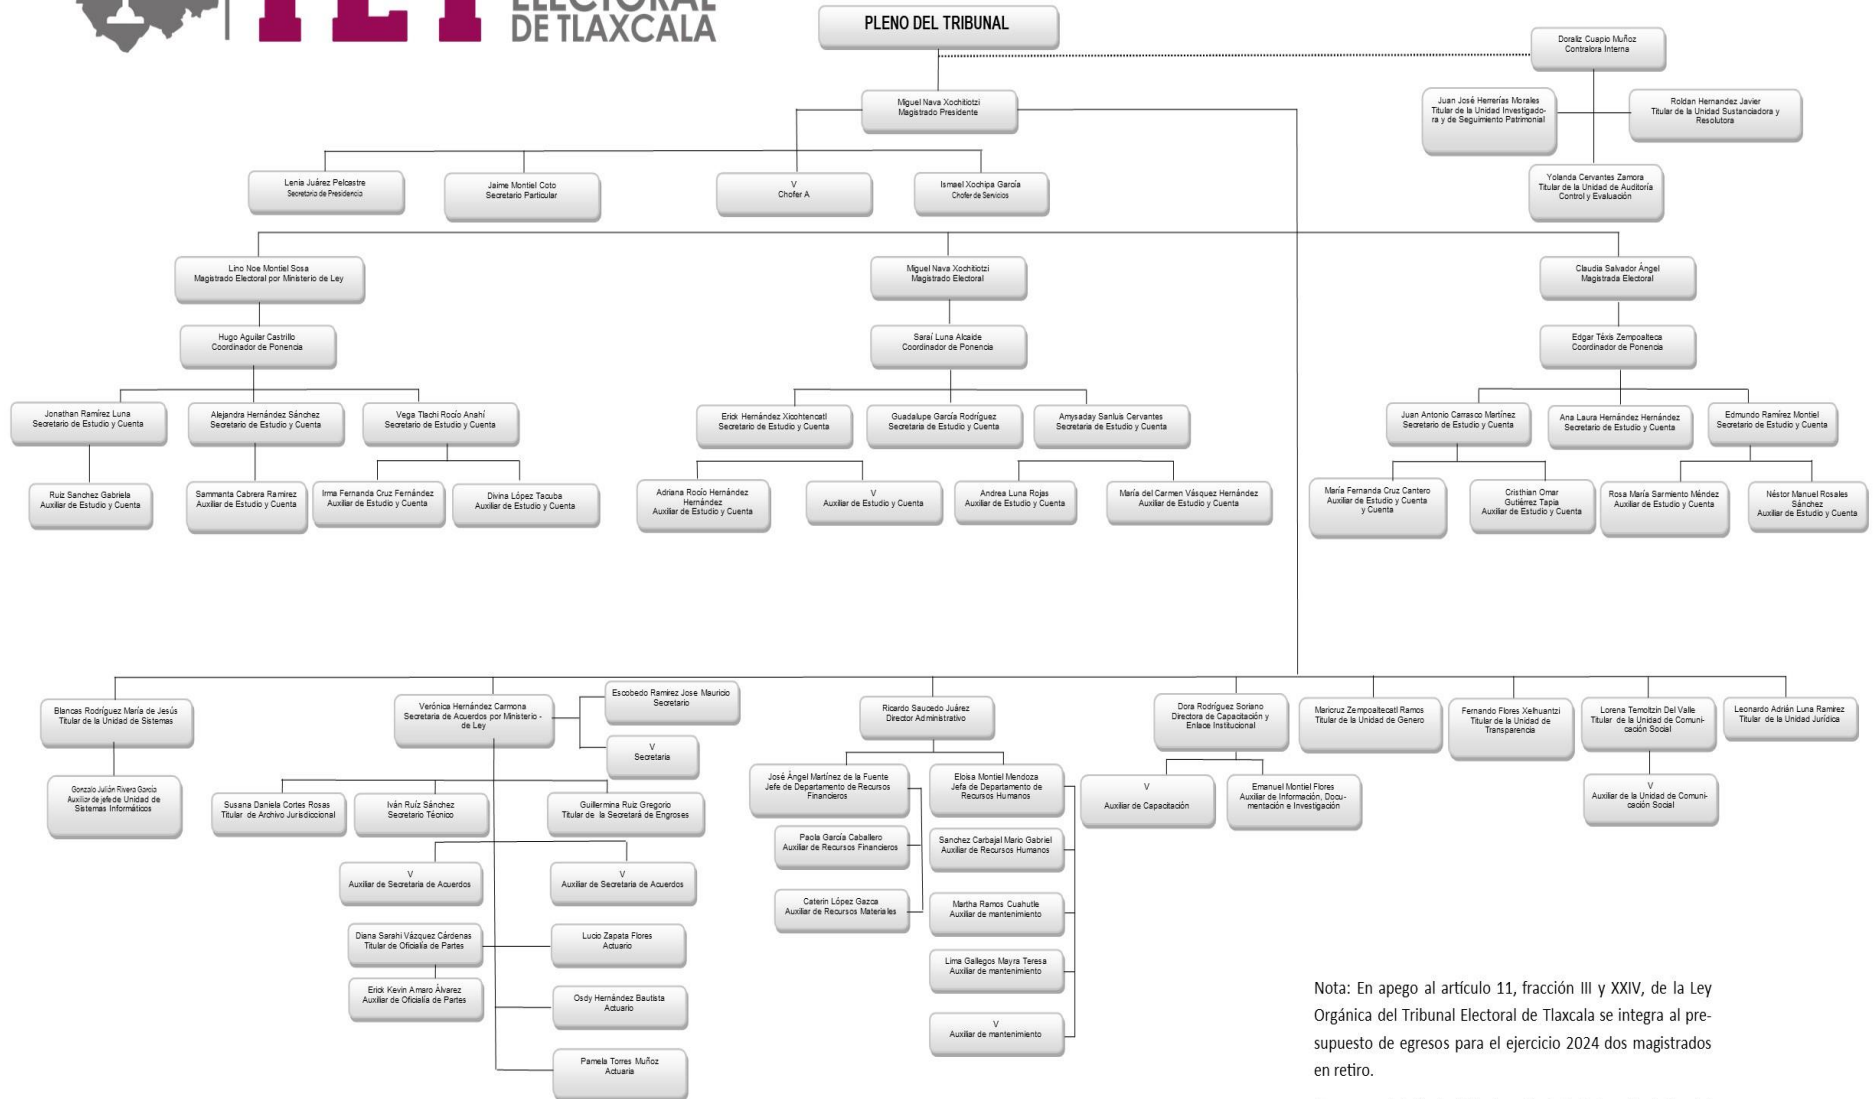 TET
ELECTORAL
DE TLAXCALA
PLENO DEL TRIBUNAL
Doraliz Cuapio Muñoz
Contralora Interna
Miguel Nava Xochitiotzi
Magistrado Presidente
Juan José Herrerías Morales
Titular de la Unidad Investigado-
ra y de Seguimiento Patrimonial
Roldan Hernandez Javier
Titular de la Unidad Sustanciadora y
Resolutora
Yolanda Cervantes Zamora
Titular de la Unidad de Auditoría
Control y Evaluación
Lenia Juárez Pelcastre
Secretaria de Presidencia
Jaime Montiel Coto
Secretario Particular
V
Chofer A
Ismael Xochipa García
Chofer de Servicios
Lino Noe Montiel Sosa
Magistrado Electoral por Ministerio de Ley
Miguel Nava Xochitiotzi
Magistrado Electoral
Claudia Salvador Ángel
Magistrada Electoral
Hugo Aguilar Castrillo
Coordinador de Ponencia
Saraí Luna Alcaide
Coordinador de Ponencia
Edgar Téxis Zempoalteca
Coordinador de Ponencia
Jonathan Ramírez Luna
Secretario de Estudio y Cuenta
Alejandra Hernández Sánchez
Secretario de Estudio y Cuenta
Vega Tlachi Rocío Anahí
Secretario de Estudio y Cuenta
Erick Hernández Xicohtencatl
Secretario de Estudio y Cuenta
Guadalupe García Rodríguez
Secretaria de Estudio y Cuenta
Amysaday Sanluis Cervantes
Secretaria de Estudio y Cuenta
Juan Antonio Carrasco Martínez
Secretario de Estudio y Cuenta
Ana Laura Hernández Hernández
Secretario de Estudio y Cuenta
Edmundo Ramírez Montiel
Secretario de Estudio y Cuenta
Ruiz Sanchez Gabriela
Auxiliar de Estudio y Cuenta
Sammanta Cabrera Ramirez
Auxiliar de Estudio y Cuenta
Irma Fernanda Cruz Fernández
Auxiliar de Estudio y Cuenta
Divina López Tacuba
Auxiliar de Estudio y Cuenta
Adriana Rocío Hernández
Hernández
Auxiliar de Estudio y Cuenta
V
Auxiliar de Estudio y Cuenta
Andrea Luna Rojas
Auxiliar de Estudio y Cuenta
María del Carmen Vásquez Hernández
Auxiliar de Estudio y Cuenta
María Fernanda Cruz Cantero
Auxiliar de Estudio y Cuenta
y Cuenta
Cristhian Omar
Gutiérrez Tapia
Auxiliar de Estudio y Cuenta
Rosa María Sarmiento Méndez
Auxiliar de Estudio y Cuenta
Néstor Manuel Rosales
Sánchez
Auxiliar de Estudio y Cuenta
Blancas Rodríguez María de Jesús
Titular de la Unidad de Sistemas
Verónica Hernández Carmona
Secretaria de Acuerdos por Ministerio -
de Ley
Escobedo Ramirez Jose Mauricio
Secretario
V
Secretaria
Ricardo Saucedo Juárez
Director Administrativo
Dora Rodríguez Soriano
Directora de Capacitación y
Enlace Institucional
Maricruz Zempoaltecatl Ramos
Titular de la Unidad de Genero
Fernando Flores Xelhuantzi
Titular de la Unidad de
Transparencia
Lorena Temoltzin Del Valle
Titular de la Unidad de Comuni-
cación Social
Leonardo Adrián Luna Ramirez
Titular de la Unidad Jurídica
Gonzalo Julián Rivera García
Auxiliar de jefe de Unidad de
Sistemas Informáticos
Susana Daniela Cortes Rosas
Titular de Archivo Jurisdiccional
Iván Ruíz Sánchez
Secretario Técnico
Guillermina Ruiz Gregorio
Titular de la Secretará de Engroses
José Ángel Martínez de la Fuente
Jefe de Departamento de Recursos
Financieros
Eloisa Montiel Mendoza
Jefa de Departamento de
Recursos Humanos
V
Auxiliar de Capacitación
Emanuel Montiel Flores
Auxiliar de Información, Docu-
mentación e Investigación
V
Auxiliar de la Unidad de Comuni-
cación Social
Paola García Caballero
Auxiliar de Recursos Financieros
Sanchez Carbajal Mario Gabriel
Auxiliar de Recursos Humanos
V
Auxiliar de Secretaria de Acuerdos
V
Auxiliar de Secretaria de Acuerdos
Caterin López Gazca
Auxiliar de Recursos Materiales
Martha Ramos Cuahutle
Auxiliar de mantenimiento
Diana Sarahi Vázquez Cárdenas
Titular de Oficialía de Partes
Lucio Zapata Flores
Actuario
Lima Gallegos Mayra Teresa
Auxiliar de mantenimiento
Erick Kevin Amaro Álvarez
Auxiliar de Oficialía de Partes
Osdy Hernández Bautista
Actuario
V
Auxiliar de mantenimiento
Pamela Torres Muñoz
Actuaria
Nota: En apego al artículo 11, fracción III y XXIV, de la Ley
Orgánica del Tribunal Electoral de Tlaxcala se integra al pre-
supuesto de egresos para el ejercicio 2024 dos magistrados
en retiro.